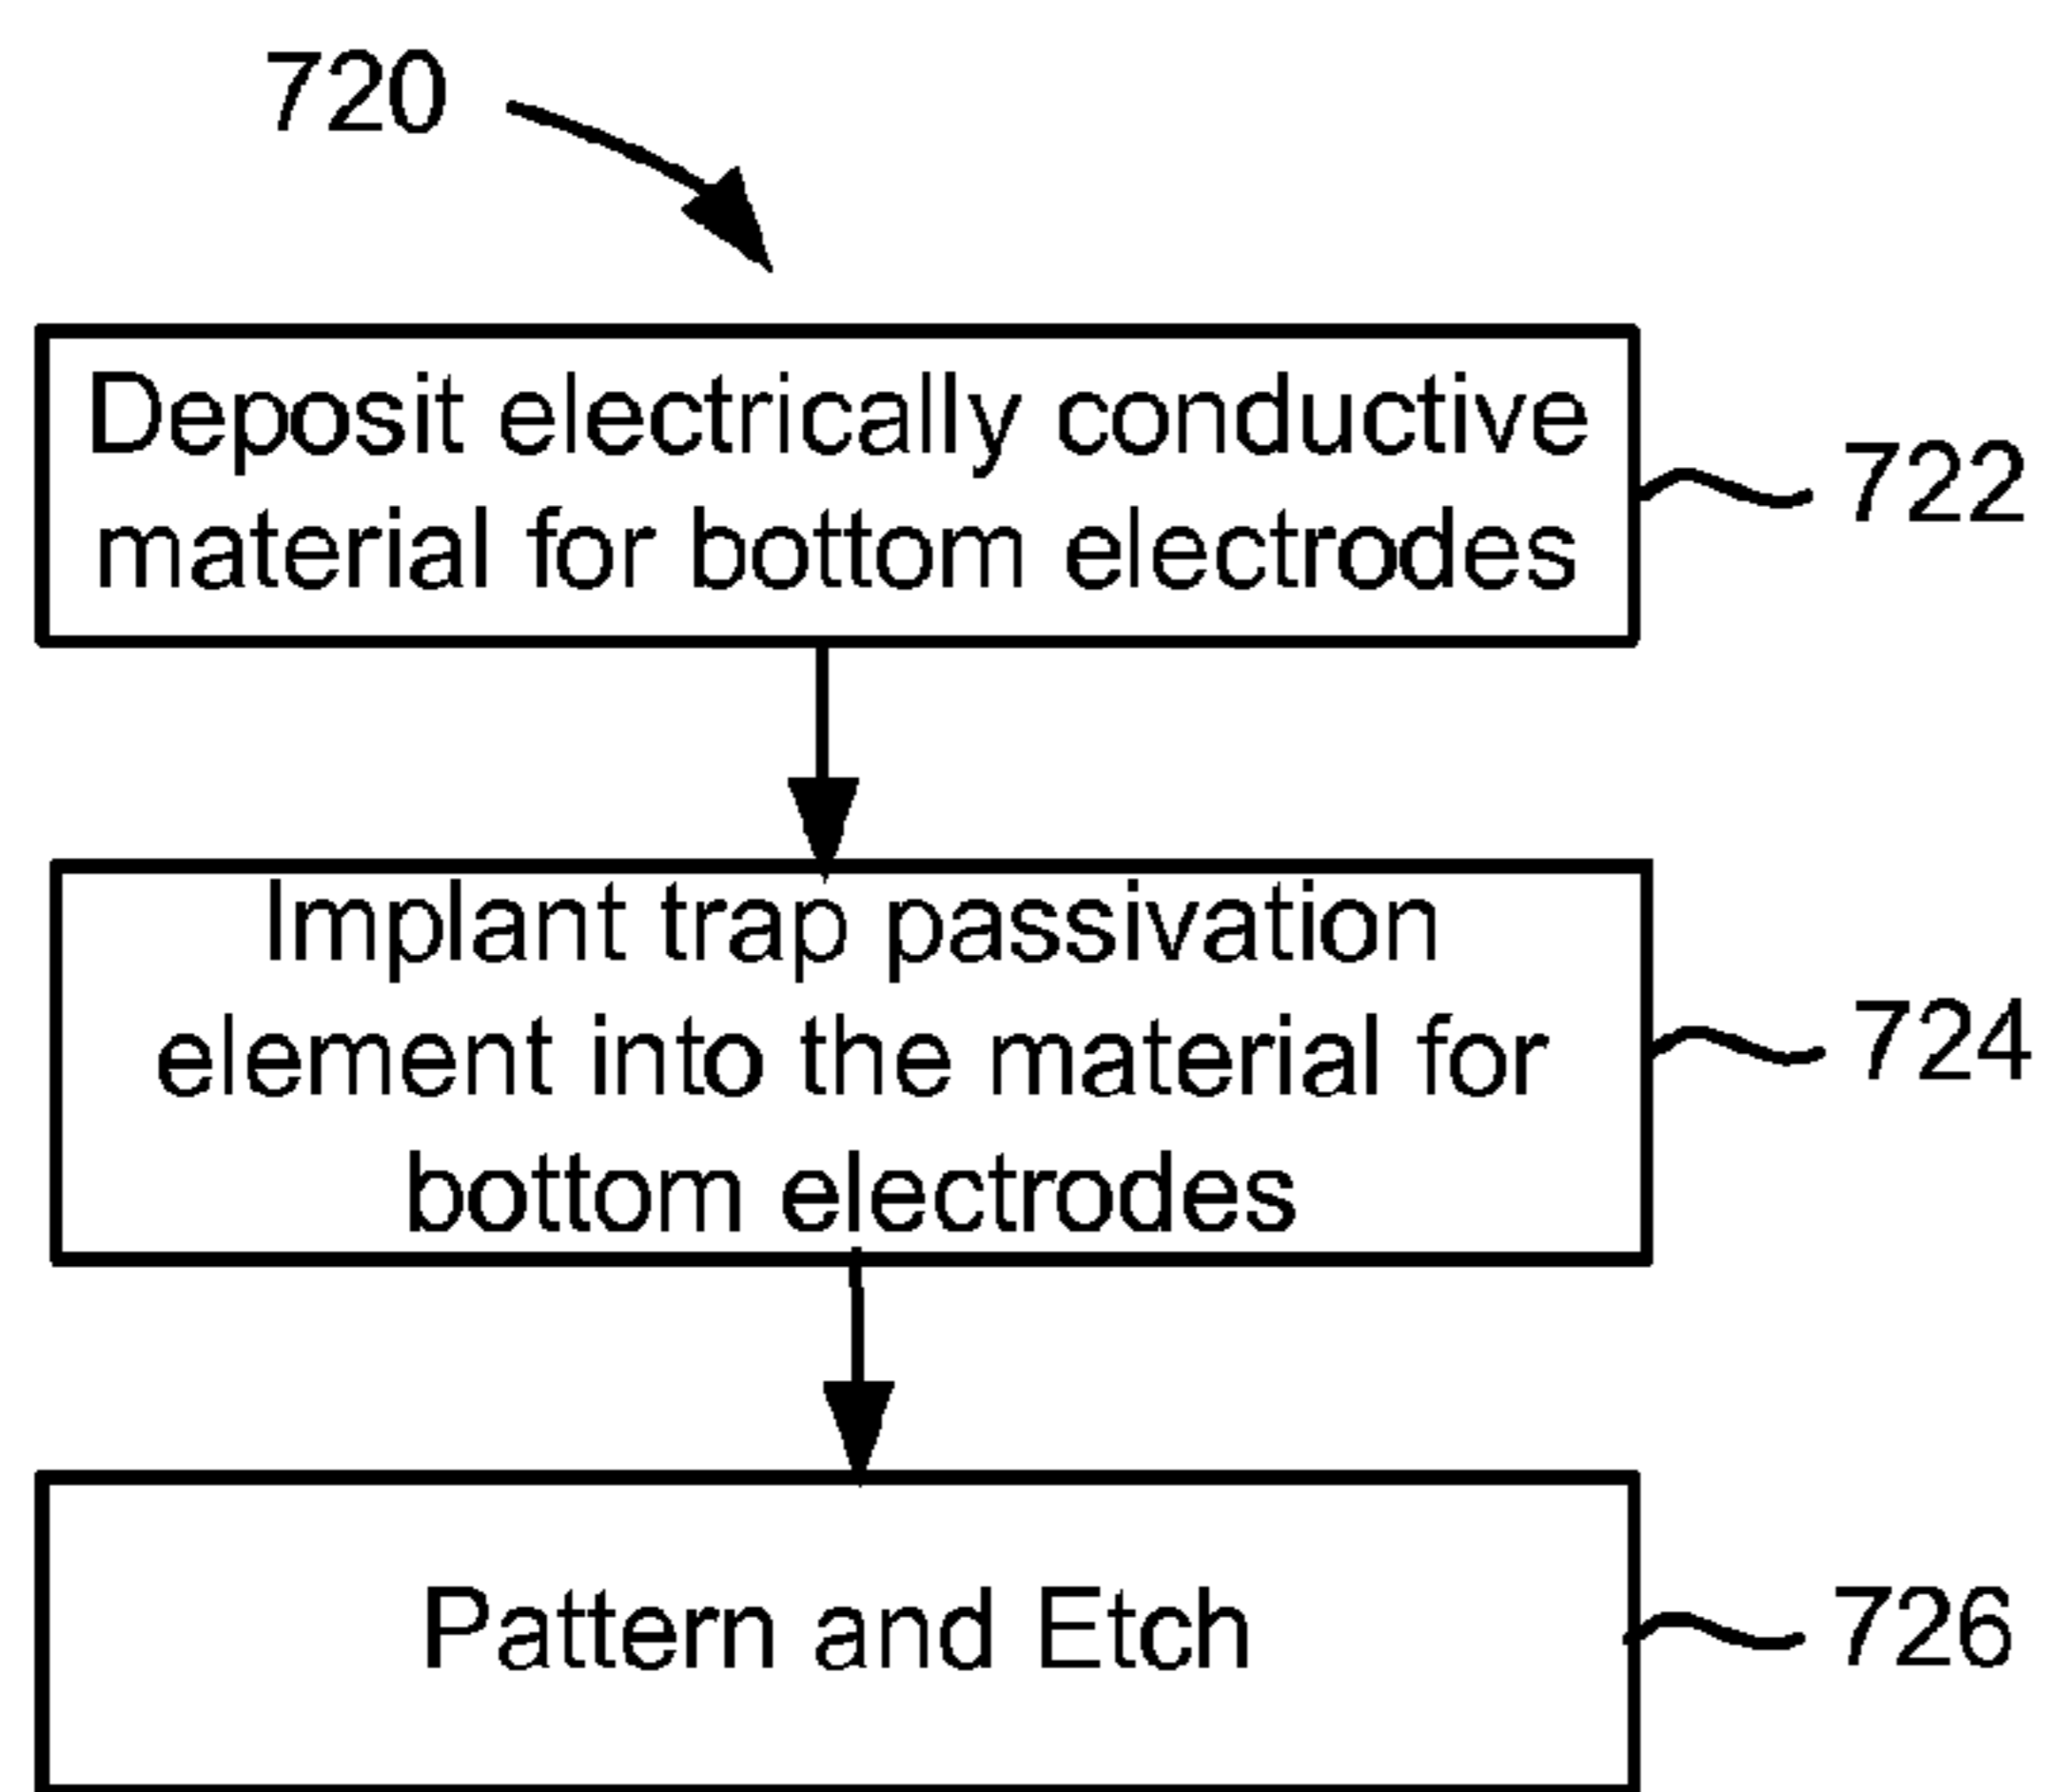 720
Deposit electrically conductive
material for bottom electrodes
722
Implant trap passivation
element into the material for
bottom electrodes
724
Pattern and Etch
726